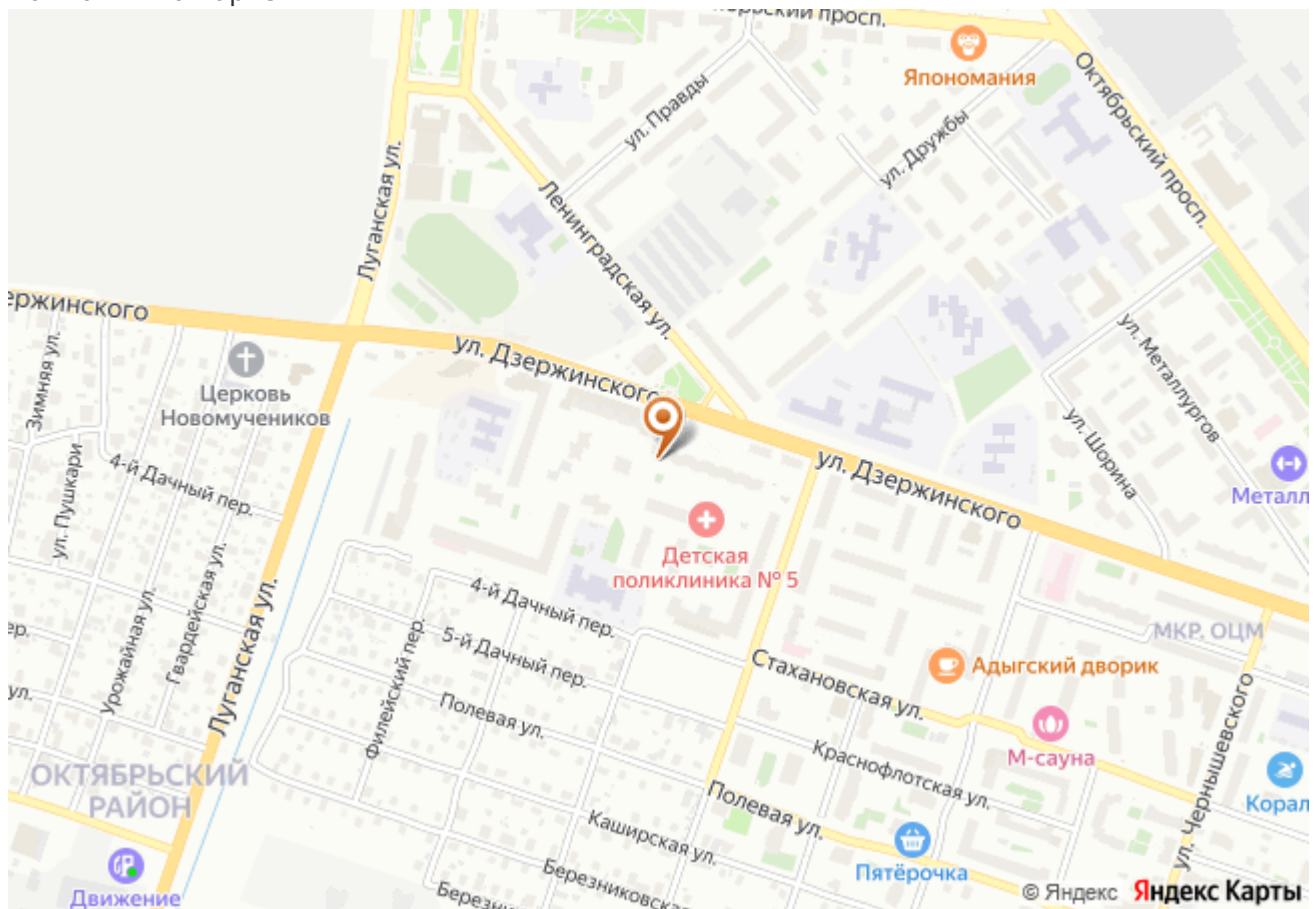 просп.
Япономания
Октябрьский просп.
ул. Правды
ул. Дружбы
Луганская ул.
Ленинградская ул.
ержинского
ул. Дзержинского
Церковь
Новомучеников
Зимняя ул.
ул. Металлургов
ул. Шорина
4-й Дачный пер.
ул. Пушкари
ул. Дзержинского
Металл
Детская
поликлиника № 5
Гвардейская ул.
Урожайная ул.
Луганская ул.
4-й Дачный пер.
5-й Дачный пер.
Филейский пер.
Полевая ул.
ер.
ул.
МКР. ОЦМ
Стахановская ул.
Адыгский дворик
М-сауна
Краснофлотская ул.
ул. Чернышевского
Корал
ОКТЯБРЬСКИЙ
РАЙОН
Полевая ул.
Каширская ул.
Пятёрочка
Березниковская
Движение
© Яндекс Яндекс Карты